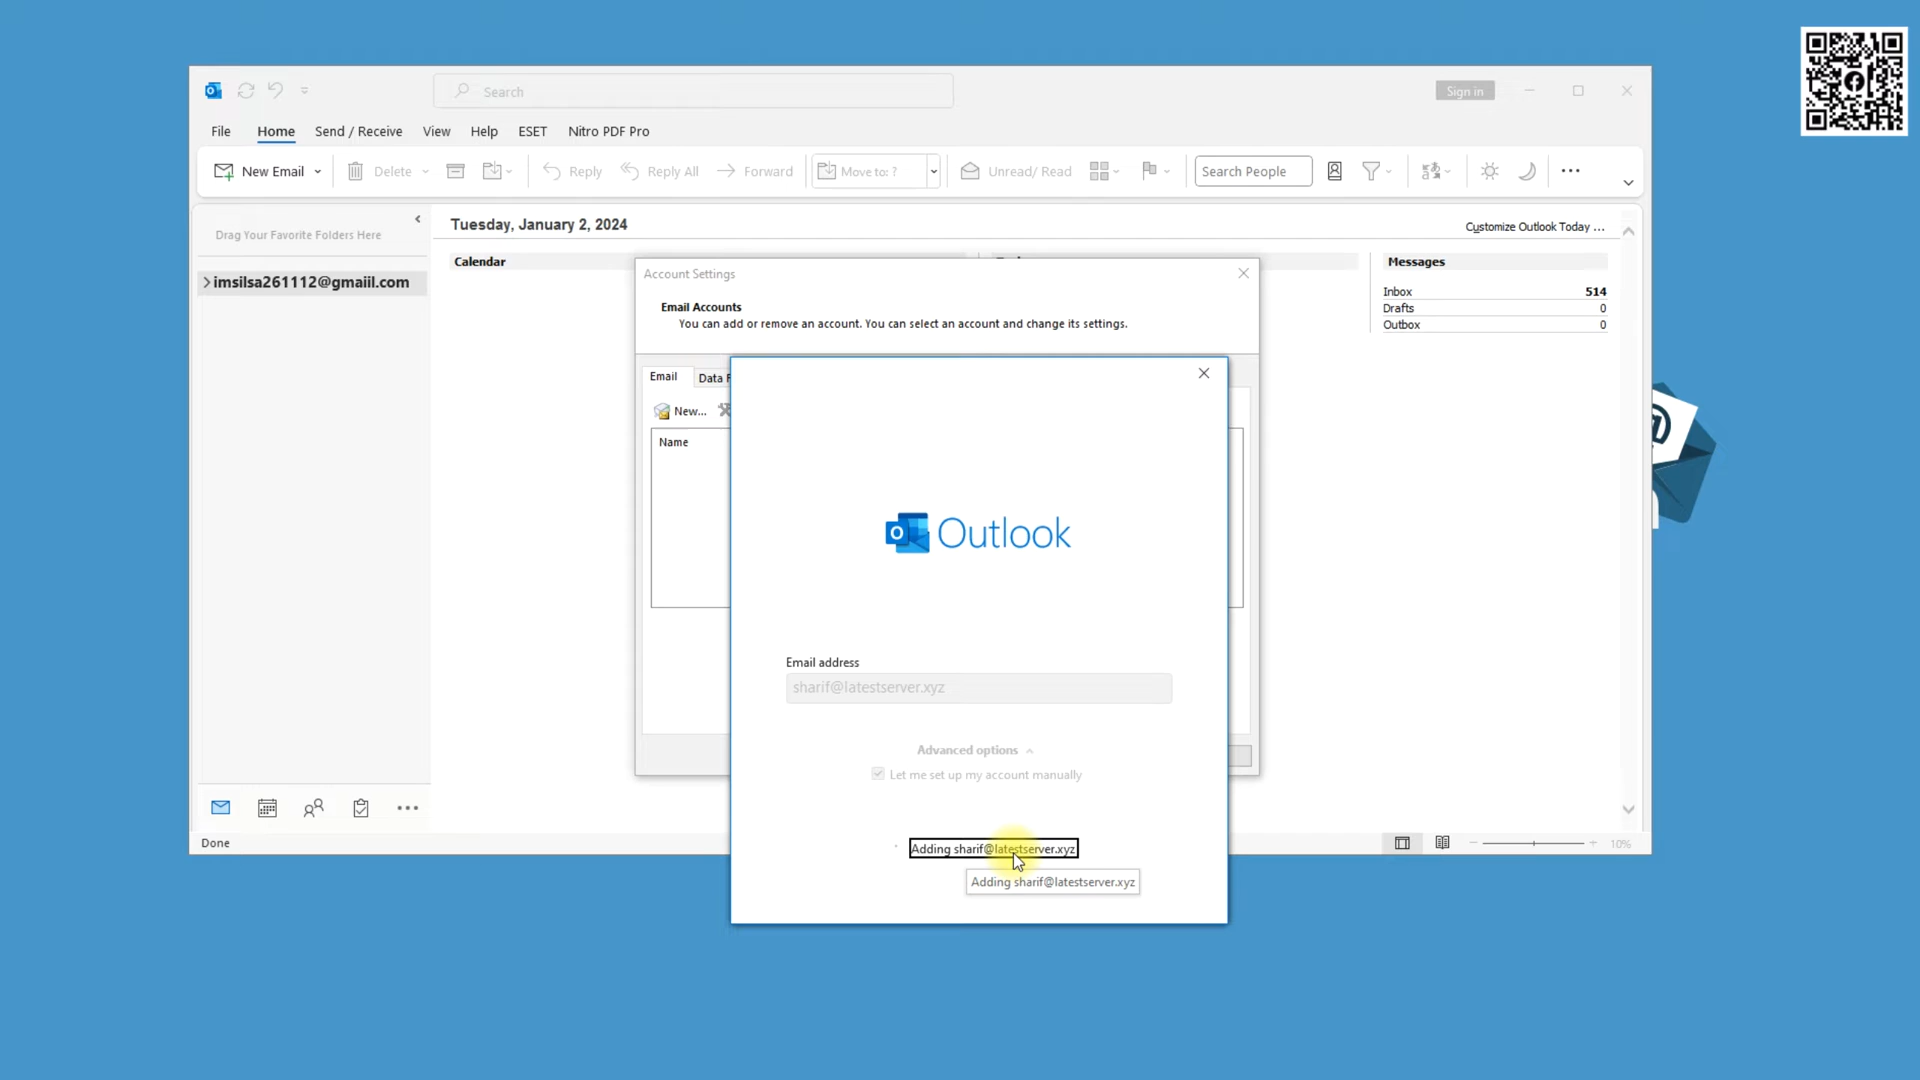 Search
Sign in
File Home Send / Receive View Help ESET Nitro PDF Pro
New Email Delete Reply Reply All Forward Move to: ? Unread/ Read Search People
Drag Your Favorite Folders Here
imsilsa261112@gmaiil.com
Tuesday, January 2, 2024
Customize Outlook Today ...
Calendar
Messages
Inbox 514
Drafts 0
Outbox 0
Account Settings
Email Accounts
You can add or remove an account. You can select an account and change its settings.
Email Data F
New...
Name
Outlook
Email address
sharif@latestserver.xyz
Advanced options
Let me set up my account manually
Adding sharif@latestserver.xyz
Adding sharif@latestserver.xyz
Done
10%